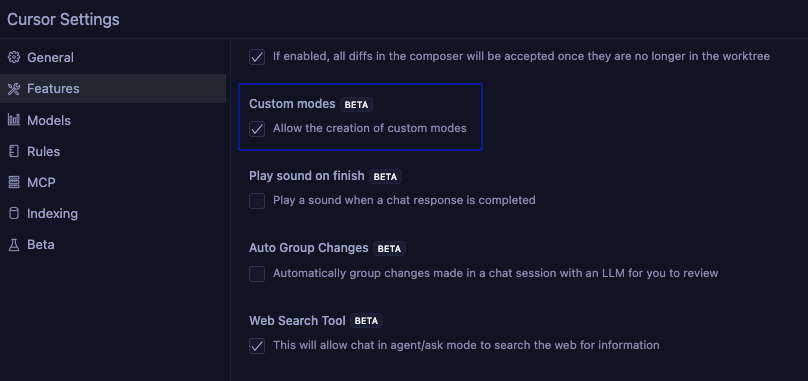 Cursor Settings
General
Features
Models
Rules
MCP
Indexing
Beta
If enabled, all diffs in the composer will be accepted once they are no longer in the worktree
Custom modes BETA
Allow the creation of custom modes
Play sound on finish BETA
Play a sound when a chat response is completed
Auto Group Changes BETA
Automatically group changes made in a chat session with an LLM for you to review
Web Search Tool BETA
This will allow chat in agent/ask mode to search the web for information